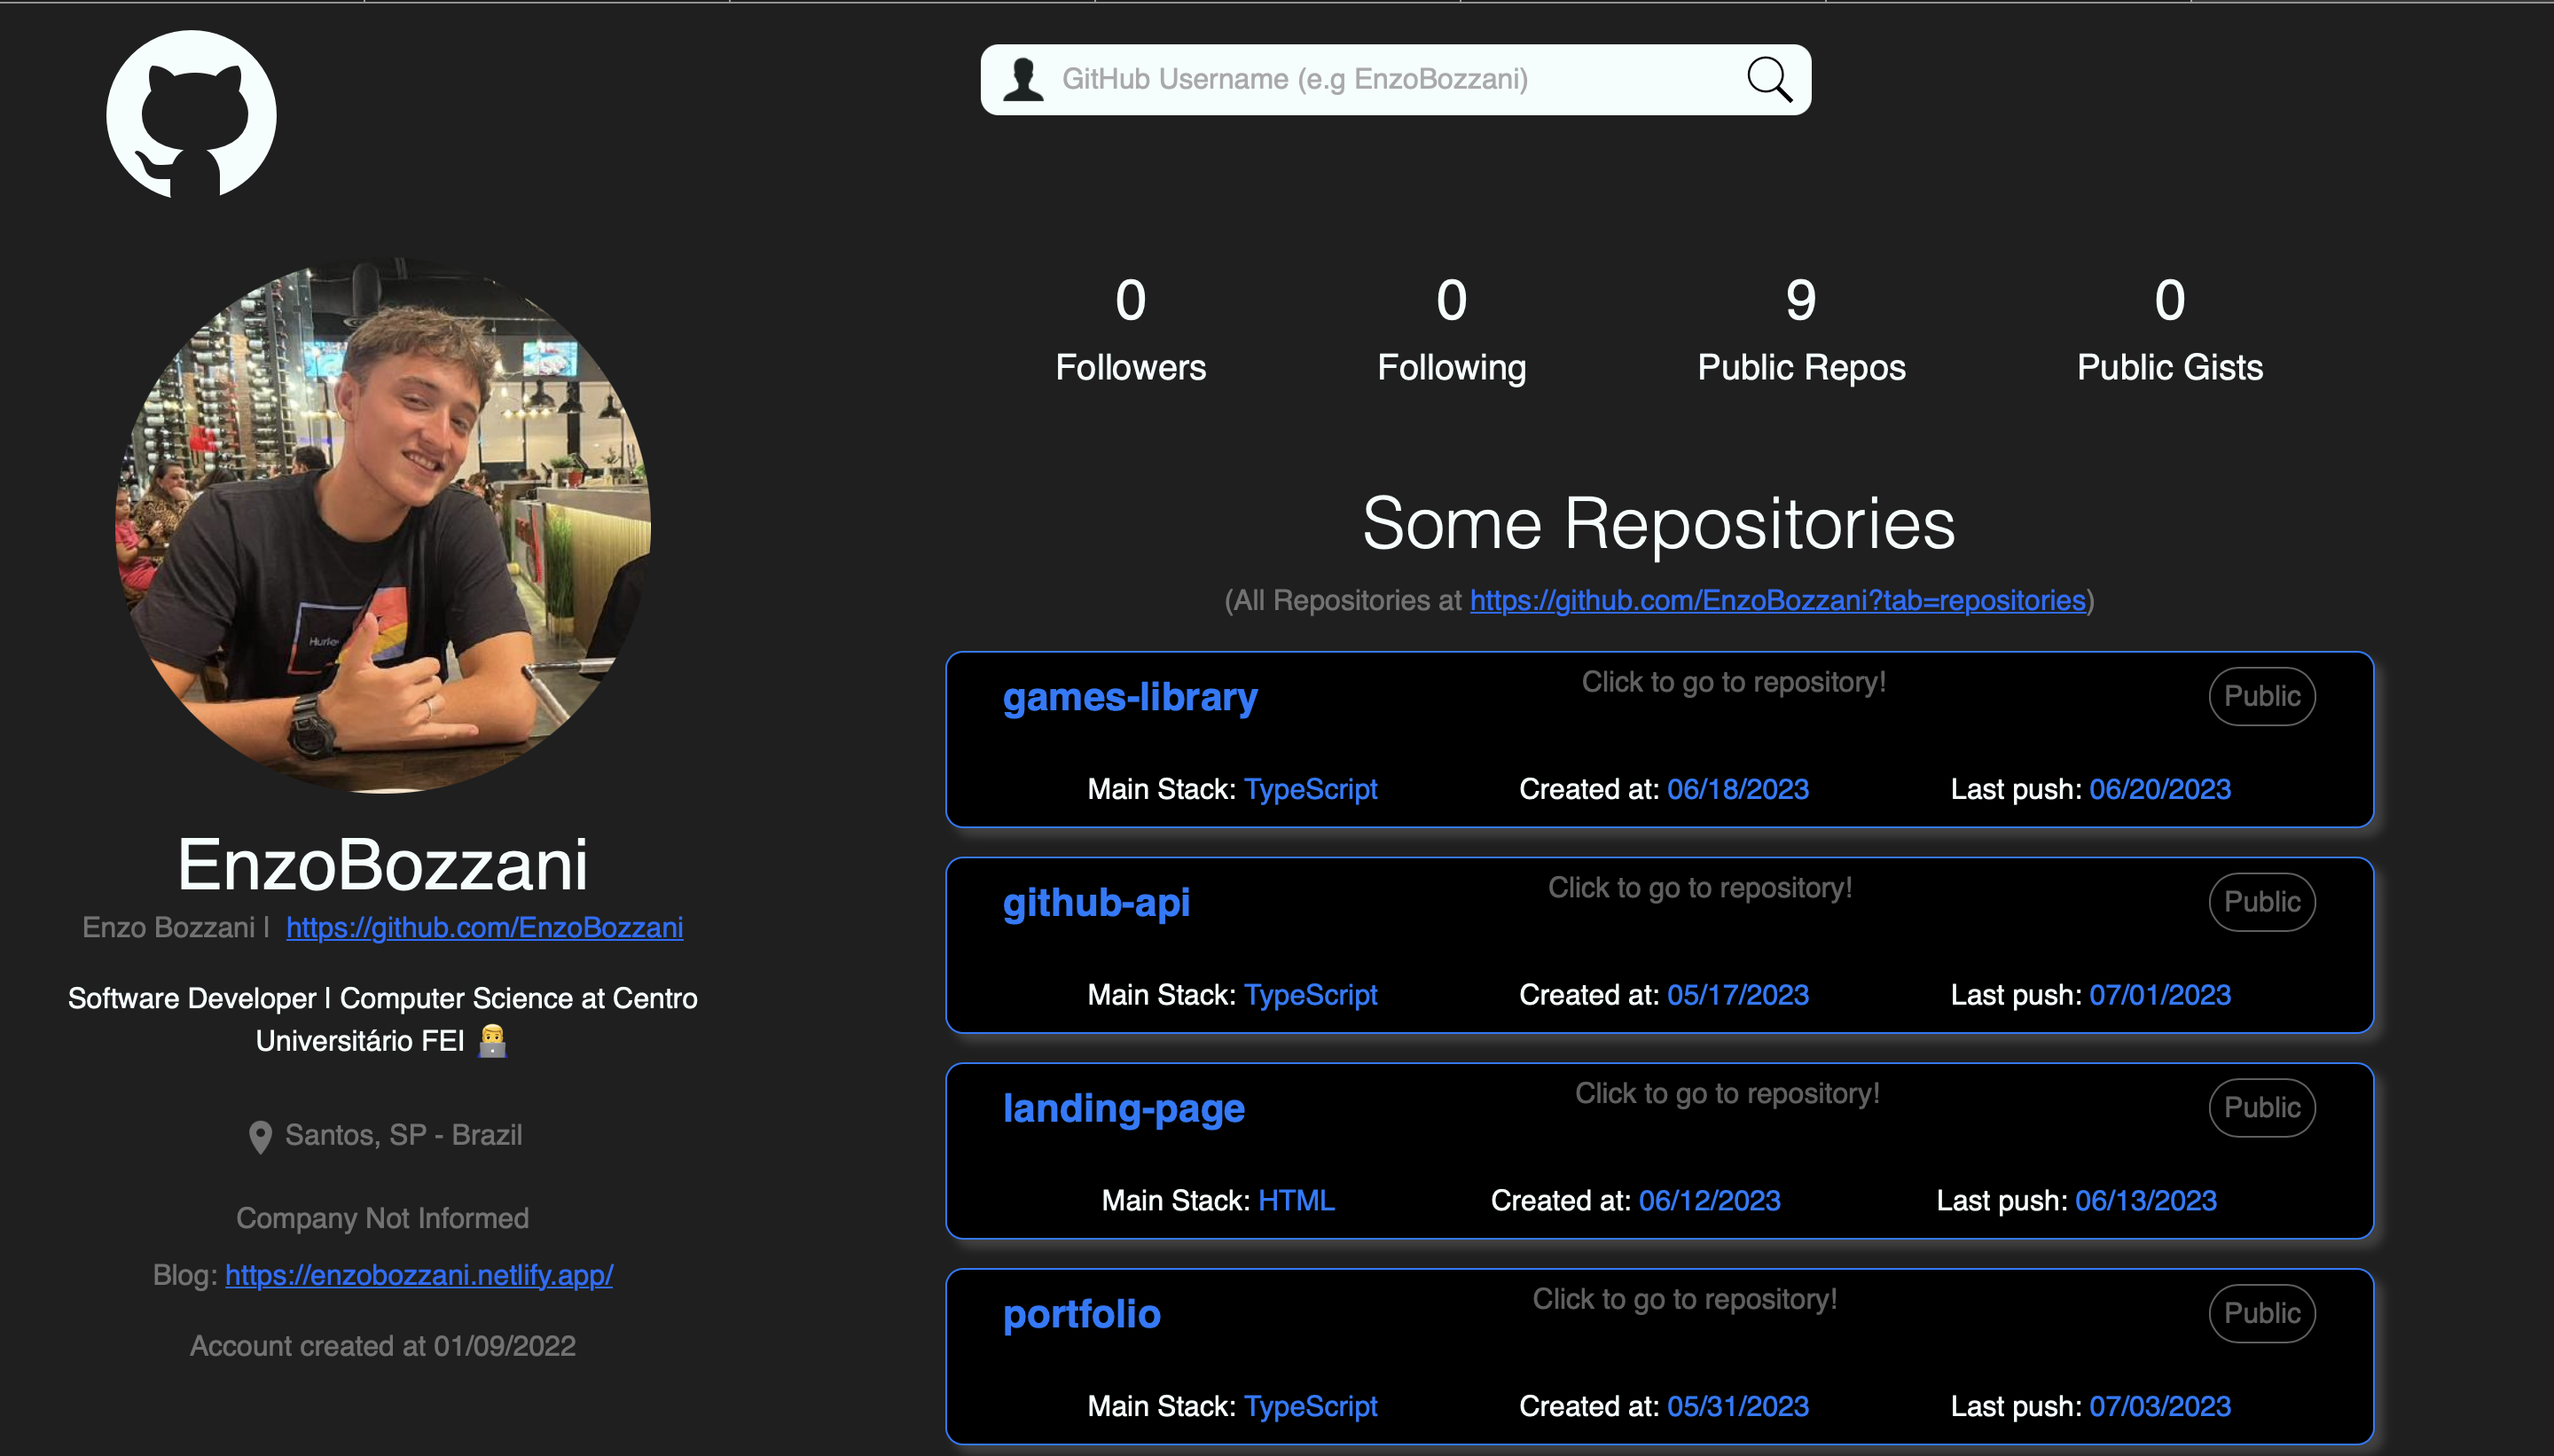 GitHub Username (e.g EnzoBozzani)
0
Followers
0
Following
9
Public Repos
0
Public Gists
Hurley
EnzoBozzani
Enzo Bozzani | https://github.com/EnzoBozzani
Software Developer | Computer Science at Centro
Universitário FEI 👨‍💻
Santos, SP - Brazil
Company Not Informed
Blog: https://enzobozzani.netlify.app/
Account created at 01/09/2022
Some Repositories
(All Repositories at https://github.com/EnzoBozzani?tab=repositories)
games-library
Click to go to repository!
Public
Main Stack: TypeScript
Created at: 06/18/2023
Last push: 06/20/2023
github-api
Click to go to repository!
Public
Main Stack: TypeScript
Created at: 05/17/2023
Last push: 07/01/2023
landing-page
Click to go to repository!
Public
Main Stack: HTML
Created at: 06/12/2023
Last push: 06/13/2023
portfolio
Click to go to repository!
Public
Main Stack: TypeScript
Created at: 05/31/2023
Last push: 07/03/2023